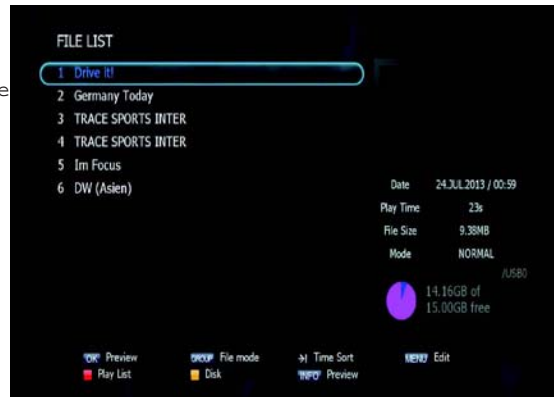 FILE LIST
1 Drive it!
2 Germany Today
3 TRACE SPORTS INTER
4 TRACE SPORTS INTER
5 Im Focus
6 DW (Asien)
Date 24.JUL.2013 / 00:59
Play Time 23s
File Size 9.38MB
Mode NORMAL
/USB0
14.16GB of
15.00GB free
OK Preview GROUP File mode Time Sort MENU Edit
Play List Disk INFO Preview
e